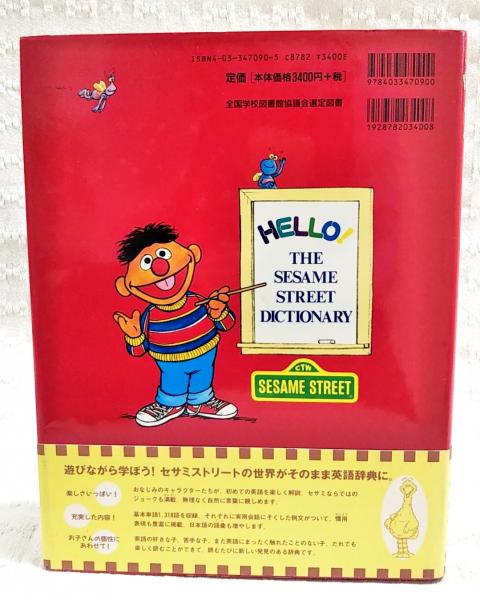 ISBN4-03-347090-5 C8782 ¥3400E
定価[本体価格3400円+税]
全国学校図書館協議会選定図書
9784033470900
1928782034008
HELLO!
THE
SESAME
STREET
DICTIONARY
CTW
SESAME STREET
遊びながら学ぼう! セサミストリートの世界がそのまま英語辞典に。
楽しさいっぱい!
おなじみのキャラクターたちが、初めての英語を楽しく解説。セサミならではの
ジョークも満載、無理なく自然に言葉に親しめます。
充実した内容!
基本単語1,318語を収録、それぞれに実用会話にそくした例文がついて、慣用
表現も豊富に掲載、日本語の語彙も増やします。
お子さんの個性に
あわせて!
英語の好きな子、苦手な子、また英語にまったく触れたことのない子、だれでも
楽しく読むことができて、読むたびに新しい発見のある辞典です。